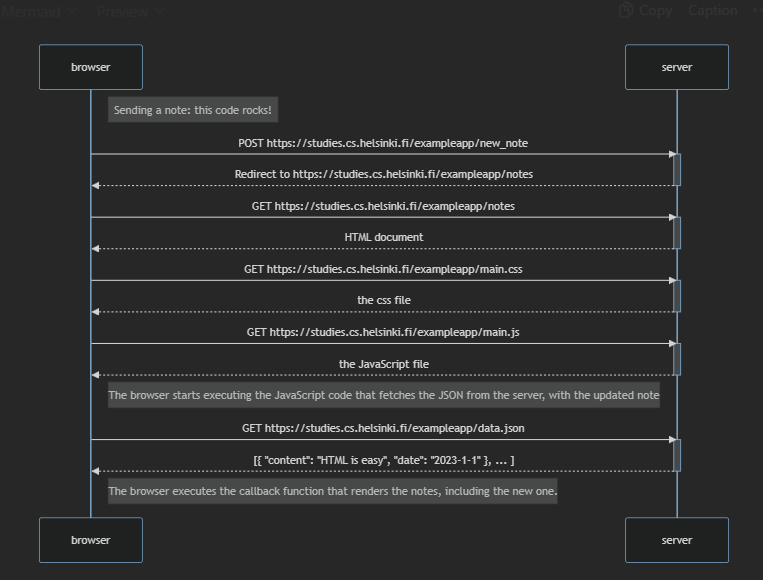 Mermaid Preview Copy Caption
browser server
Sending a note: this code rocks!
POST https://studies.cs.helsinki.fi/exampleapp/new_note
Redirect to https://studies.cs.helsinki.fi/exampleapp/notes
GET https://studies.cs.helsinki.fi/exampleapp/notes
HTML document
GET https://studies.cs.helsinki.fi/exampleapp/main.css
the css file
GET https://studies.cs.helsinki.fi/exampleapp/main.js
the JavaScript file
The browser starts executing the JavaScript code that fetches the JSON from the server, with the updated note
GET https://studies.cs.helsinki.fi/exampleapp/data.json
[{ "content": "HTML is easy", "date": "2023-1-1" }, ... ]
The browser executes the callback function that renders the notes, including the new one.
browser server